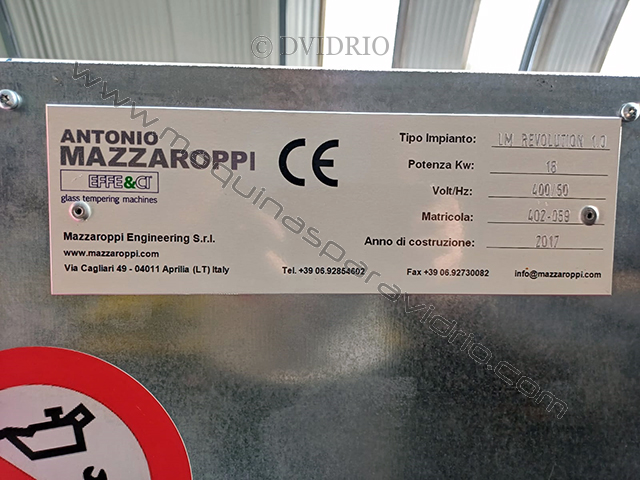 © DVIDRIO
www.maquinasparavidrio.com
ANTONIO
MAZZAROPPI
EFFE&CI
glass tempering machines
CE
Tipo Impianto: LM REVOLUTION 1.0
Potenza Kw: 18
Volt/Hz: 400/50
Matricola: 402-059
Anno di costruzione: 2017
Mazzaroppi Engineering S.r.l.
www.mazzaroppi.com
Via Cagliari 49 - 04011 Aprilia (LT) Italy Tel. +39 06.92854602 Fax +39 06.92730082 info@mazzaroppi.com